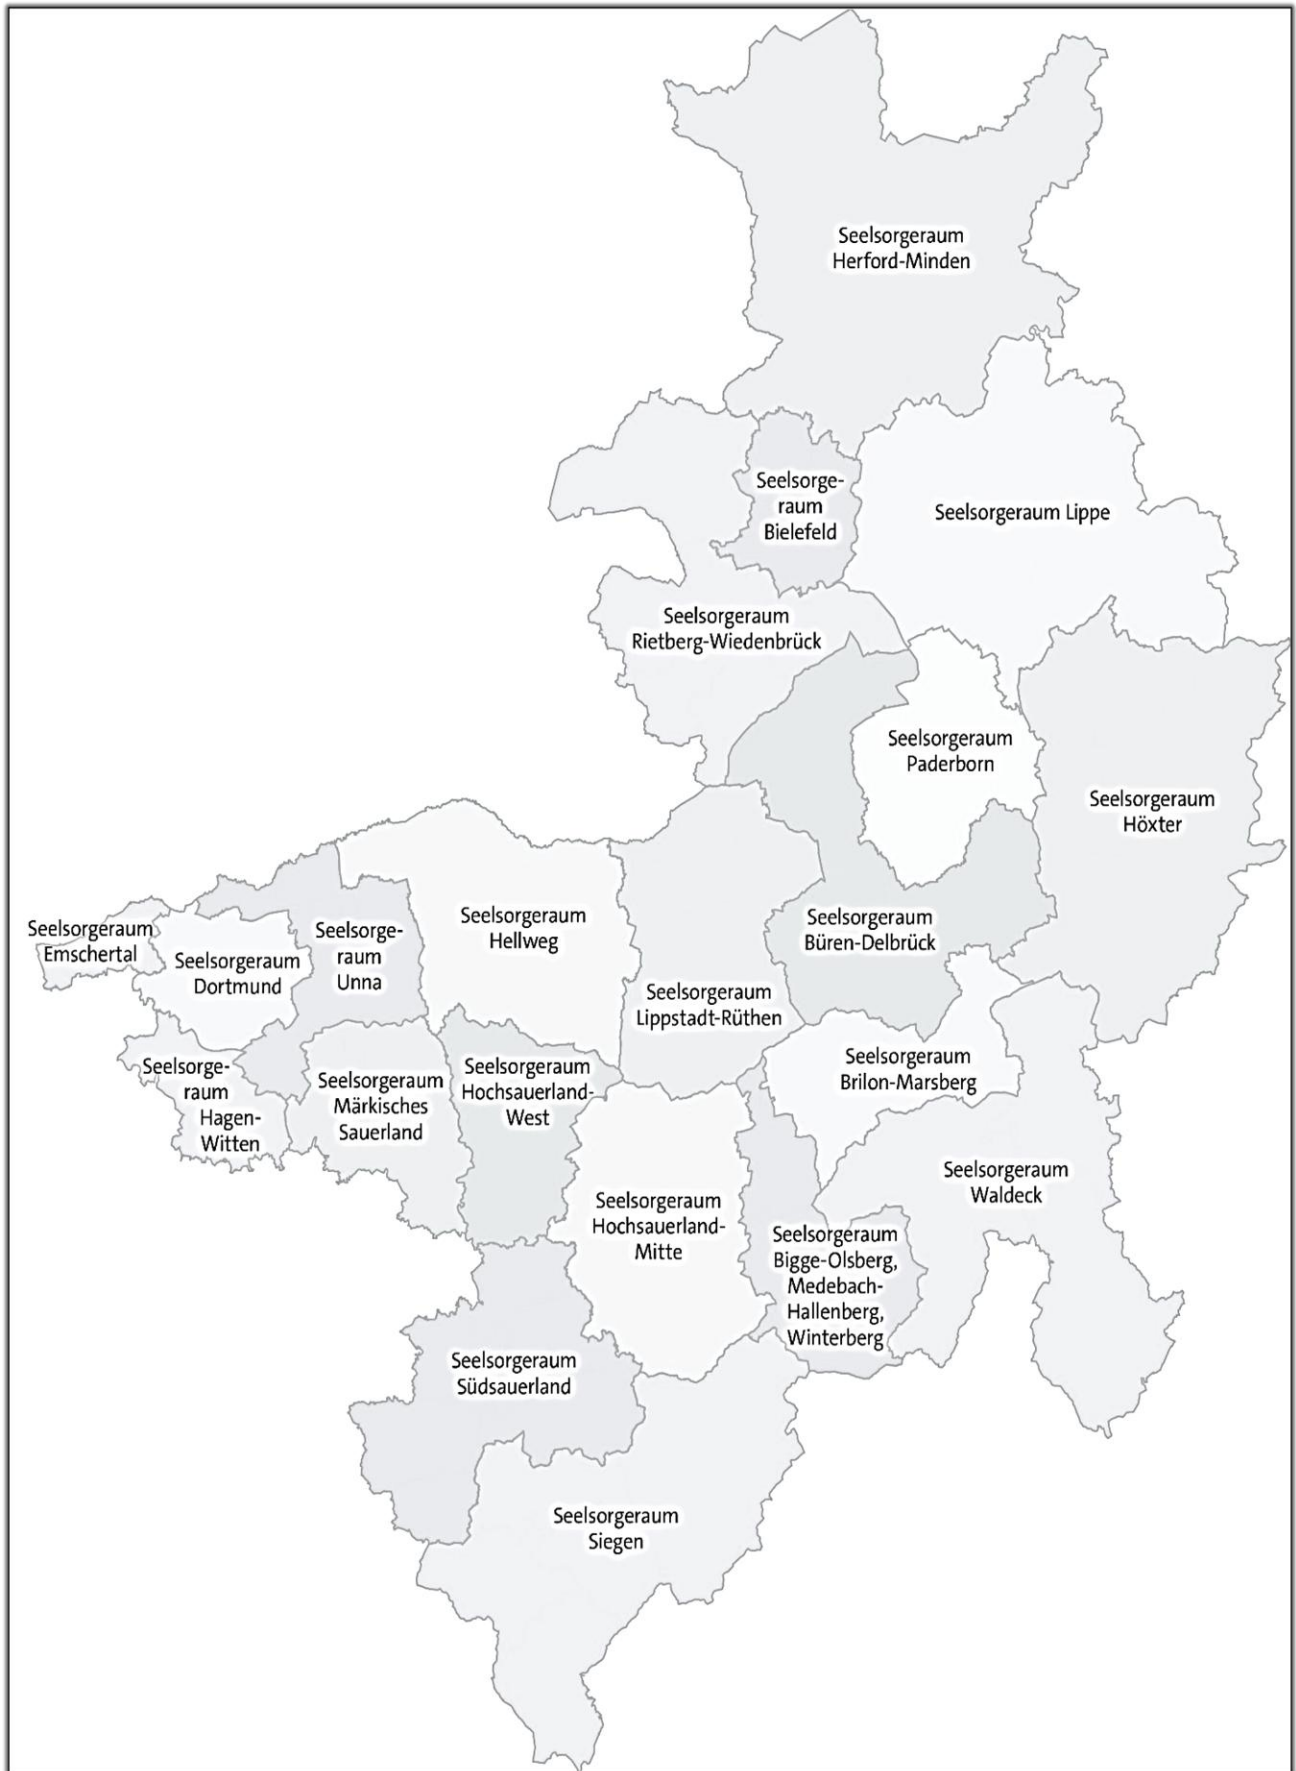 Seelsorgeraum
Herford-Minden
Seelsorge-
raum
Bielefeld
Seelsorgeraum Lippe
Seelsorgeraum
Rietberg-Wiedenbrück
Seelsorgeraum
Paderborn
Seelsorgeraum
Höxter
Seelsorgeraum
Emschertal
Seelsorgeraum
Dortmund
Seelsorge-
raum
Unna
Seelsorgeraum
Hellweg
Seelsorgeraum
Büren-Delbrück
Seelsorgeraum
Lippstadt-Rüthen
Seelsorge-
raum
Hagen-
Witten
Seelsorgeraum
Märkisches
Sauerland
Seelsorgeraum
Hochsauerland-
West
Seelsorgeraum
Brilon-Marsberg
Seelsorgeraum
Waldeck
Seelsorgeraum
Hochsauerland-
Mitte
Seelsorgeraum
Bigge-Olsberg,
Medebach-
Hallenberg,
Winterberg
Seelsorgeraum
Südsauerland
Seelsorgeraum
Siegen